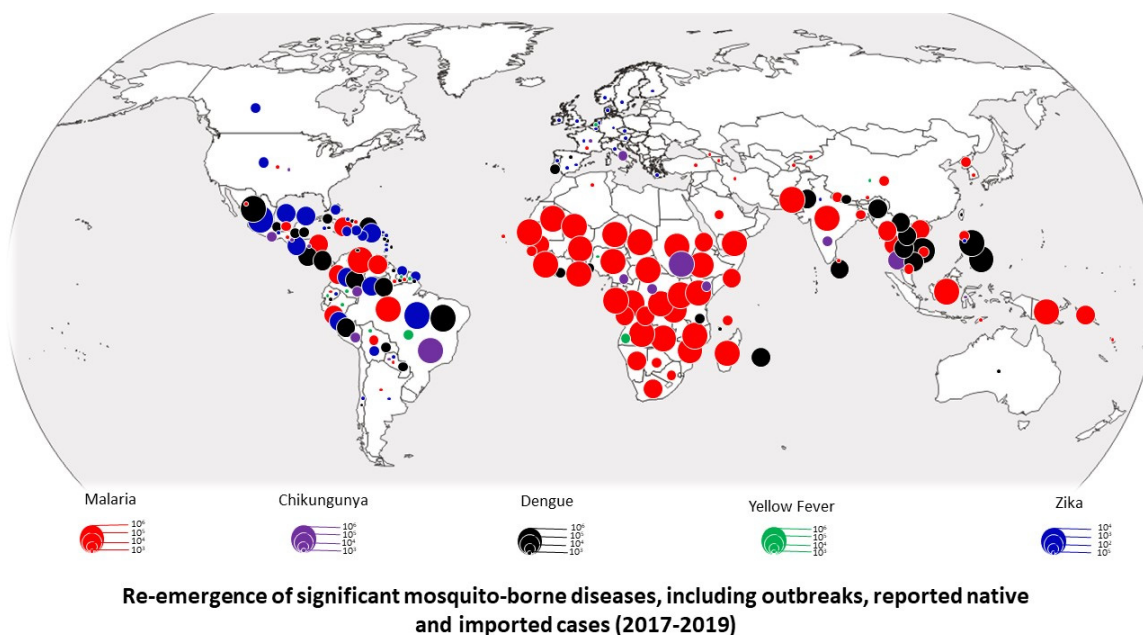 Malaria
10⁶
10⁵
10⁴
10³
Chikungunya
10⁶
10⁵
10⁴
10³
Dengue
10⁶
10⁵
10⁴
10³
Yellow Fever
10⁶
10⁵
10⁴
10³
Zika
10⁴
10³
10²
10⁵
Re-emergence of significant mosquito-borne diseases, including outbreaks, reported native
and imported cases (2017-2019)